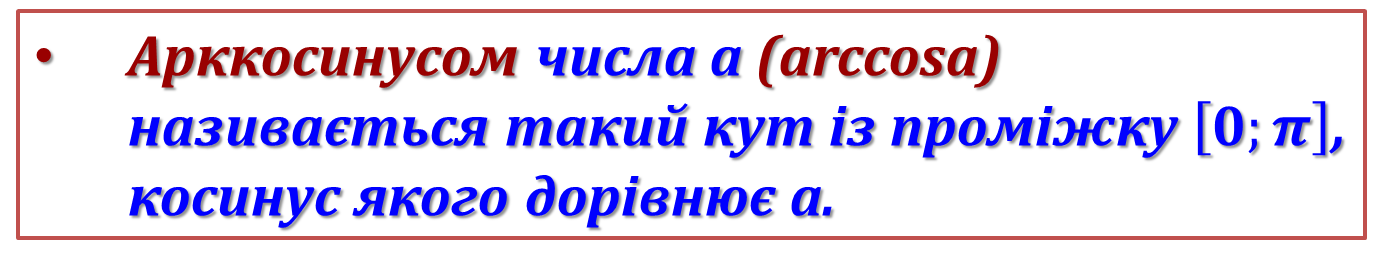 • Арккосинусом числа a (arccosa)
називається такий кут із проміжку [0; π],
косинус якого дорівнює a.